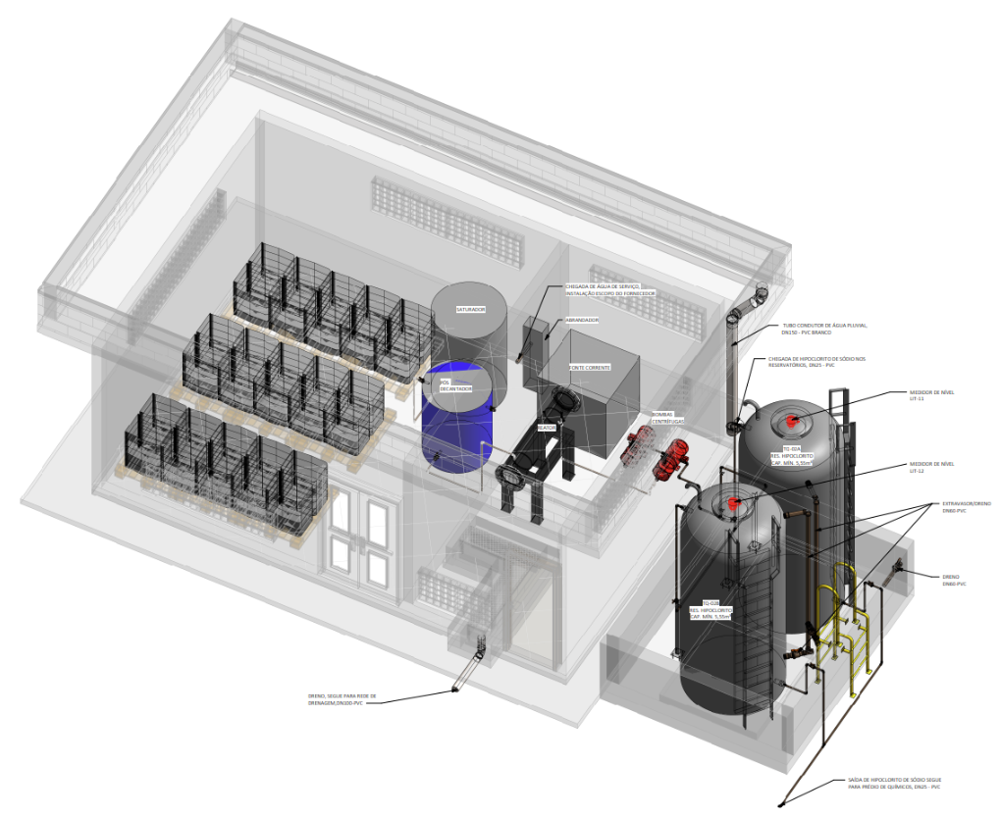 SATURADOR
CHEGADA DE ÁGUA DE SERVIÇO,
INSTALAÇÃO ESCOPO DO FORNECEDOR
ABRANDADOR
FONTE CORRENTE
PÓS
DECANTADOR
REATOR
BOMBAS
CENTRÍFUGAS
TUBO CONDUTOR DE ÁGUA PLUVIAL,
DN150 - PVC BRANCO
CHEGADA DE HIPOCLORITO DE SÓDIO NOS
RESERVATÓRIOS, DN25 - PVC
MEDIDOR DE NÍVEL
LIT-11
TG-02A
RES. HIPOCLORITO
CAP. MÍN. 5,55m³
MEDIDOR DE NÍVEL
LIT-12
EXTRAVASOR/DRENO
DN60-PVC
DRENO
DN60-PVC
TG-02B
RES. HIPOCLORITO
CAP. MÍN. 5,55m³
DRENO, SEGUE PARA REDE DE
DRENAGEM,DN100-PVC
SAÍDA DE HIPOCLORITO DE SÓDIO SEGUE
PARA PRÉDIO DE QUÍMICOS, DN25 - PVC